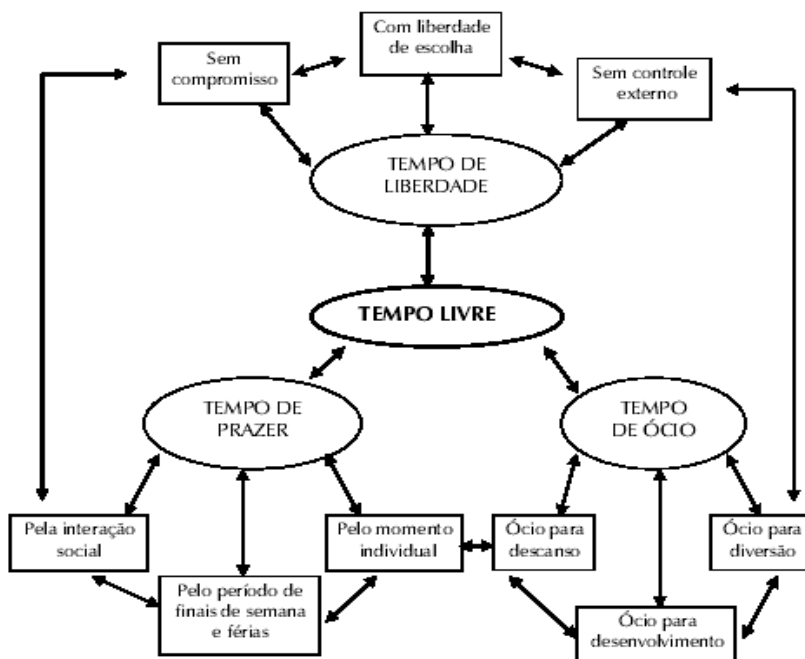 Com liberdade
de escolha
Sem
compromisso
Sem controle
externo
TEMPO DE
LIBERDADE
TEMPO LIVRE
TEMPO DE
PRAZER
TEMPO
DE ÓCIO
Pela interação
social
Pelo momento
individual
Ócio para
descanso
Ócio para
diversão
Pelo período de
finais de semana
e férias
Ócio para
desenvolvimento